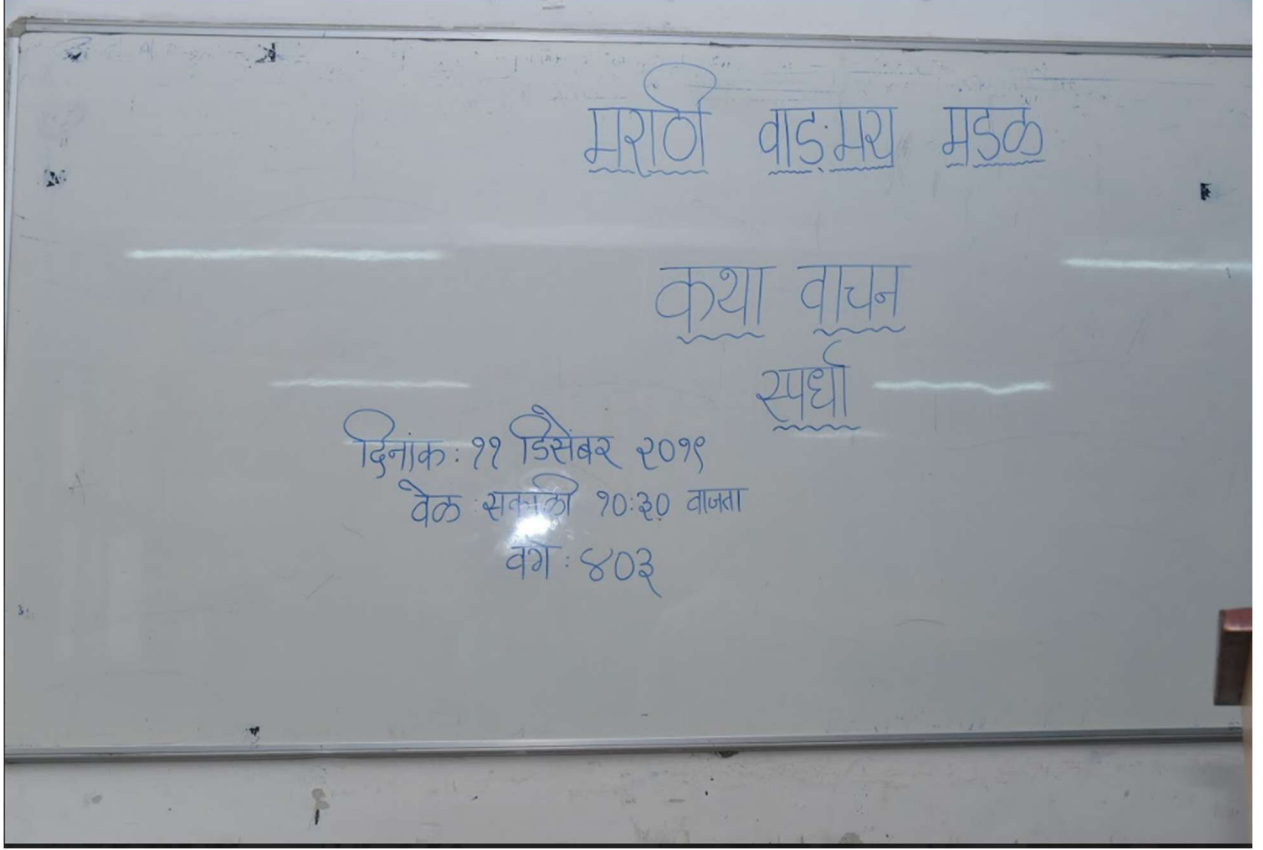 मराठी वाङ्:मय मंडळ
कथा वाचन
स्पर्धा
दिनांक : ११ डिसेंबर २०१९
वेळ : सकाळी १०:३० वाजता
वर्ग : ४०३